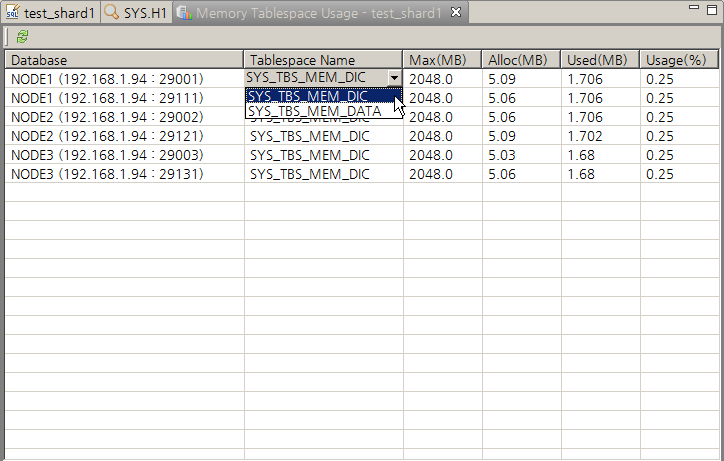 test_shard1 SYS.H1 Memory Tablespace Usage - test_shard1
Database Tablespace Name Max(MB) Alloc(MB) Used(MB) Usage(%)
NODE1 (192.168.1.94 : 29001) SYS_TBS_MEM_DIC 2048.0 5.09 1.706 0.25
NODE1 (192.168.1.94 : 29111) SYS_TBS_MEM_DIC 2048.0 5.06 1.706 0.25
SYS_TBS_MEM_DATA
NODE2 (192.168.1.94 : 29002) 2048.0 5.06 1.706 0.25
NODE2 (192.168.1.94 : 29121) SYS_TBS_MEM_DIC 2048.0 5.09 1.702 0.25
NODE3 (192.168.1.94 : 29003) SYS_TBS_MEM_DIC 2048.0 5.03 1.68 0.25
NODE3 (192.168.1.94 : 29131) SYS_TBS_MEM_DIC 2048.0 5.06 1.68 0.25